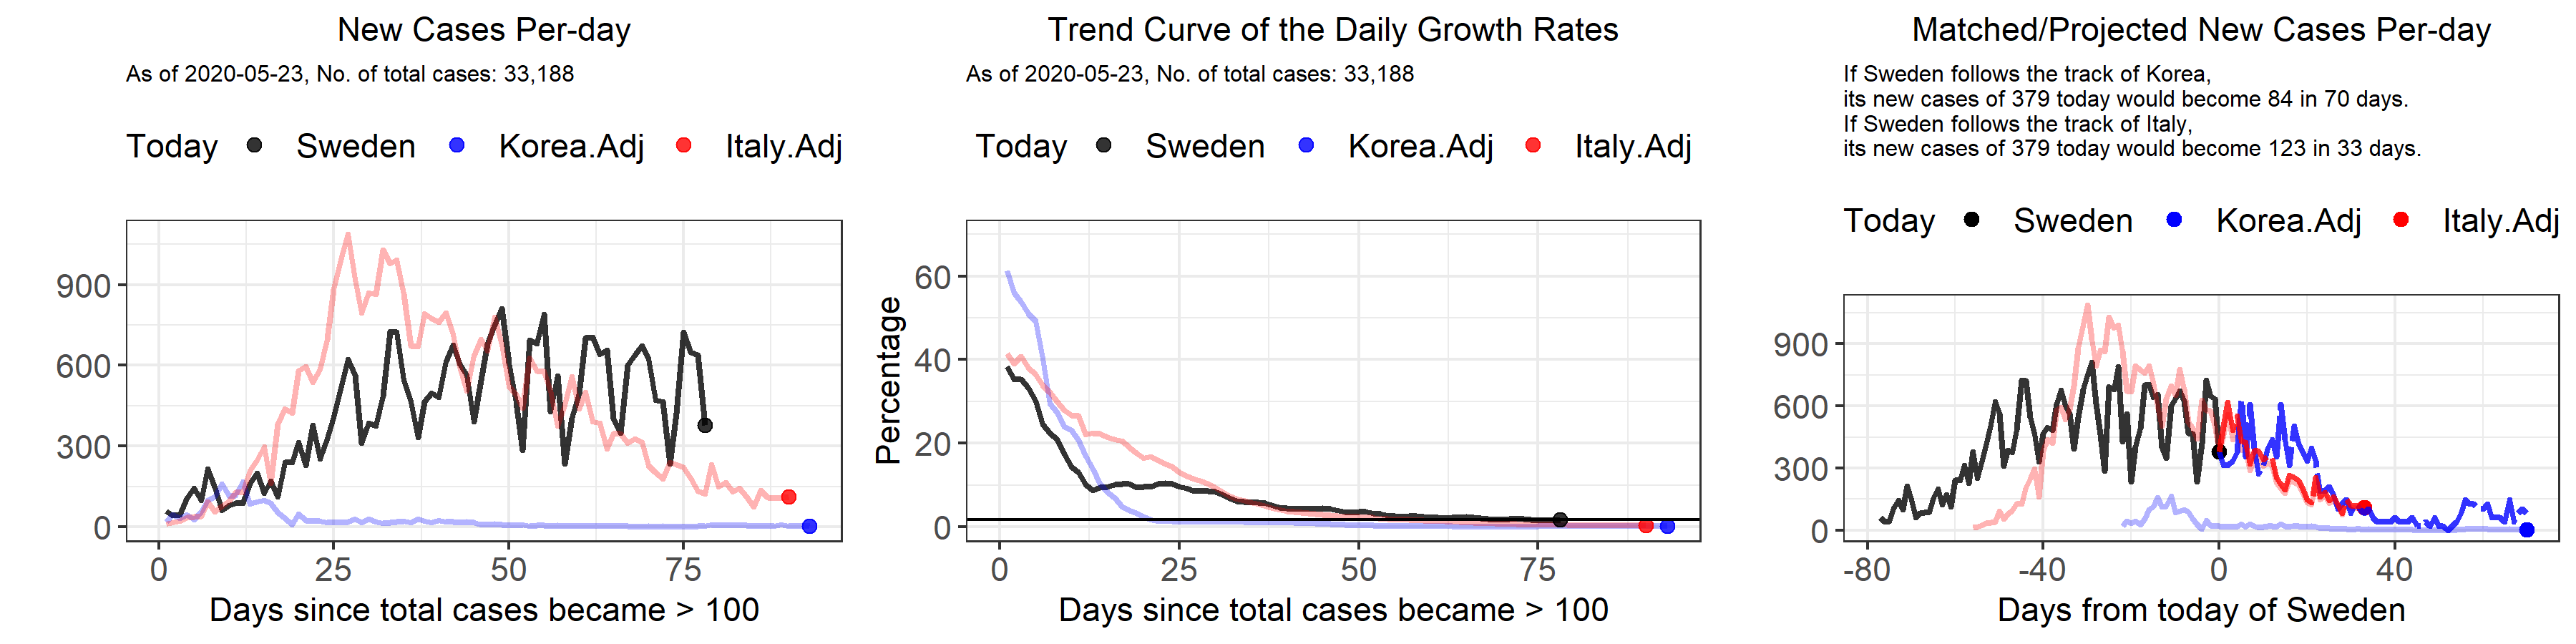 New Cases Per-day
As of 2020-05-23, No. of total cases: 33,188
Today Sweden Korea.Adj Italy.Adj
900
600
300
0
0 25 50 75
Days since total cases became > 100
Trend Curve of the Daily Growth Rates
As of 2020-05-23, No. of total cases: 33,188
Today Sweden Korea.Adj Italy.Adj
Percentage
60
40
20
0
0 25 50 75
Days since total cases became > 100
Matched/Projected New Cases Per-day
If Sweden follows the track of Korea,
its new cases of 379 today would become 84 in 70 days.
If Sweden follows the track of Italy,
its new cases of 379 today would become 123 in 33 days.
Today Sweden Korea.Adj Italy.Adj
900
600
300
0
-80 -40 0 40
Days from today of Sweden